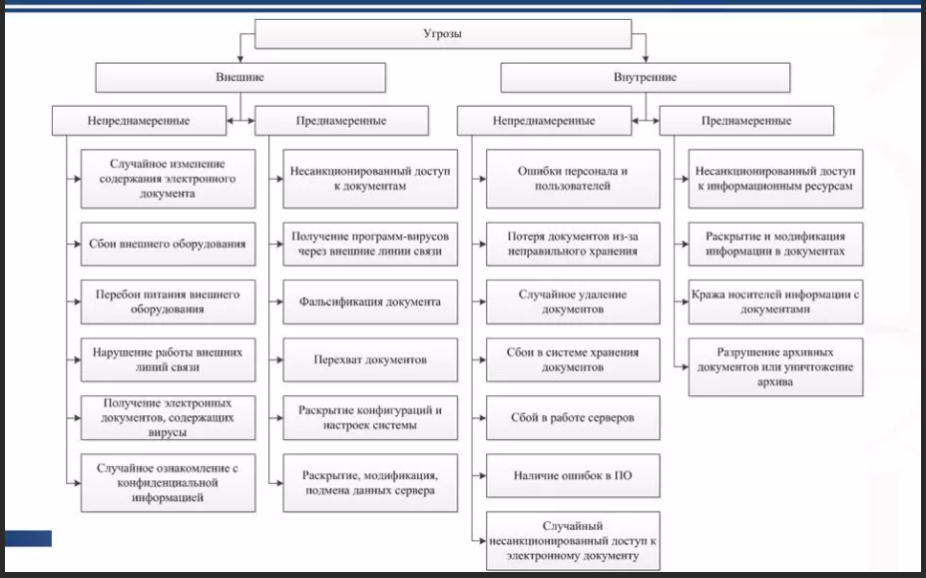 Угрозы
Внешние
Внутренние
Непреднамеренные
Преднамеренные
Непреднамеренные
Преднамеренные
Случайное изменение
содержания электронного
документа
Сбои внешнего оборудования
Перебои питания внешнего
оборудования
Нарушение работы внешних
линий связи
Получение электронных
документов, содержащих
вирусы
Случайное ознакомление с
конфиденциальной
информацией
Несанкционированный доступ
к документам
Получение программ-вирусов
через внешние линии связи
Фальсификация документа
Перехват документов
Раскрытие конфигураций и
настроек системы
Раскрытие, модификация,
подмена данных сервера
Ошибки персонала и
пользователей
Потеря документов из-за
неправильного хранения
Случайное удаление
документов
Сбои в системе хранения
документов
Сбой в работе серверов
Наличие ошибок в ПО
Случайный
несанкционированный доступ к
электронному документу
Несанкционированный доступ
к информационным ресурсам
Раскрытие и модификация
информации в документах
Кража носителей информации с
документами
Разрушение архивных
документов или уничтожение
архива